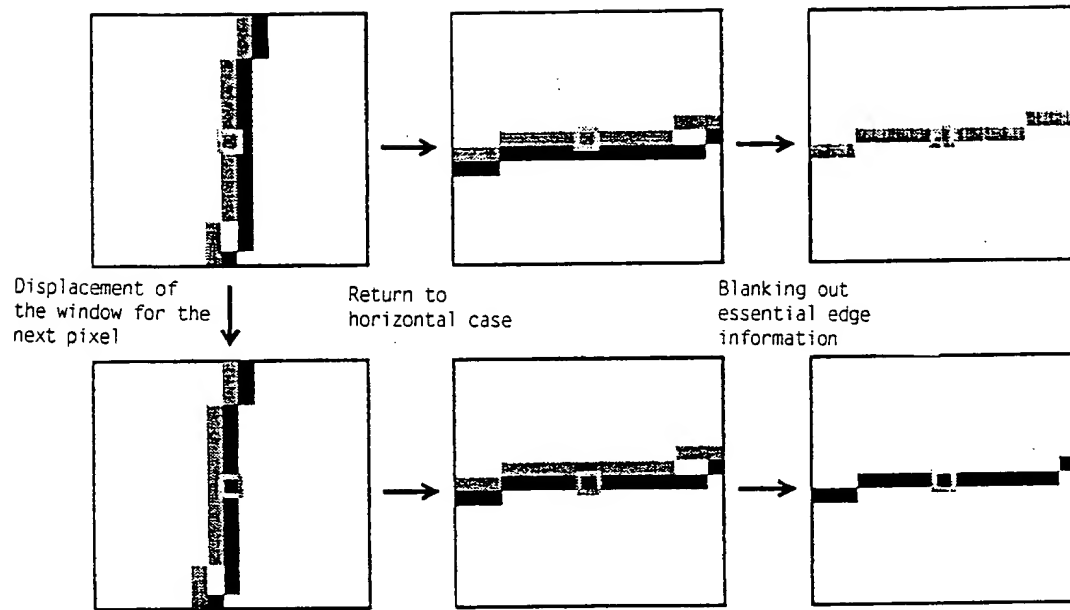 Displacement of
the window for the
next pixel
Return to
horizontal case
Blanking out
essential edge
information